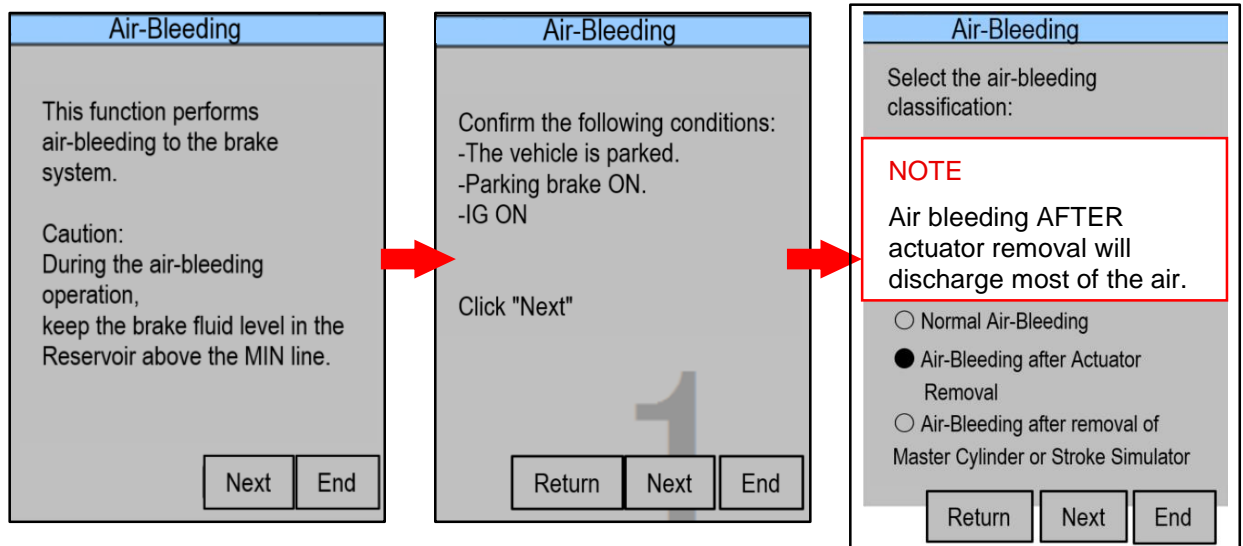 Air-Bleeding
This function performs
air-bleeding to the brake
system.
Caution:
During the air-bleeding
operation,
keep the brake fluid level in the
Reservoir above the MIN line.
Next
End
Air-Bleeding
Confirm the following conditions:
-The vehicle is parked.
-Parking brake ON.
-IG ON
Click "Next"
1
Return
Next
End
Air-Bleeding
Select the air-bleeding
classification:
NOTE
Air bleeding AFTER
actuator removal will
discharge most of the air.
Normal Air-Bleeding
Air-Bleeding after Actuator
Removal
Air-Bleeding after removal of
Master Cylinder or Stroke Simulator
Return
Next
End